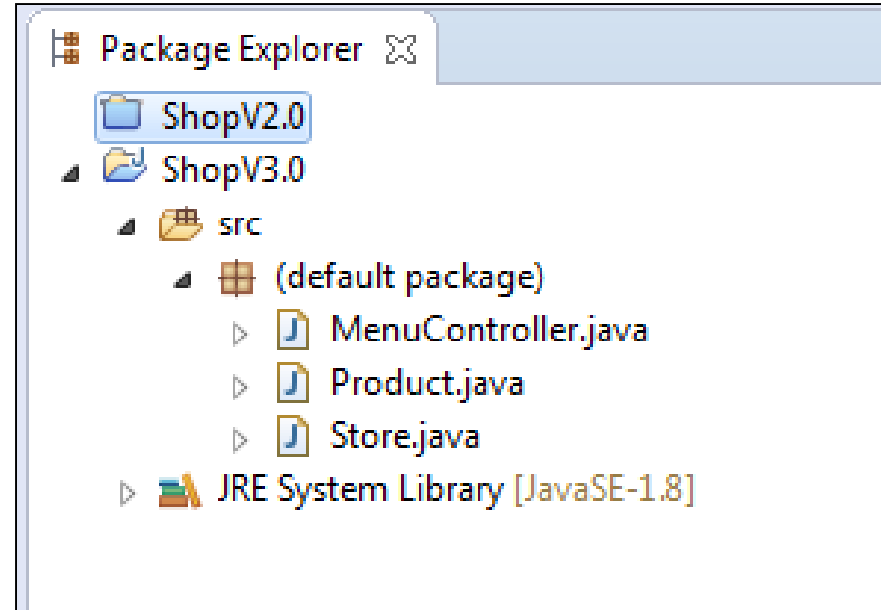 Package Explorer
ShopV2.0
ShopV3.0
src
(default package)
MenuController.java
Product.java
Store.java
JRE System Library [JavaSE-1.8]